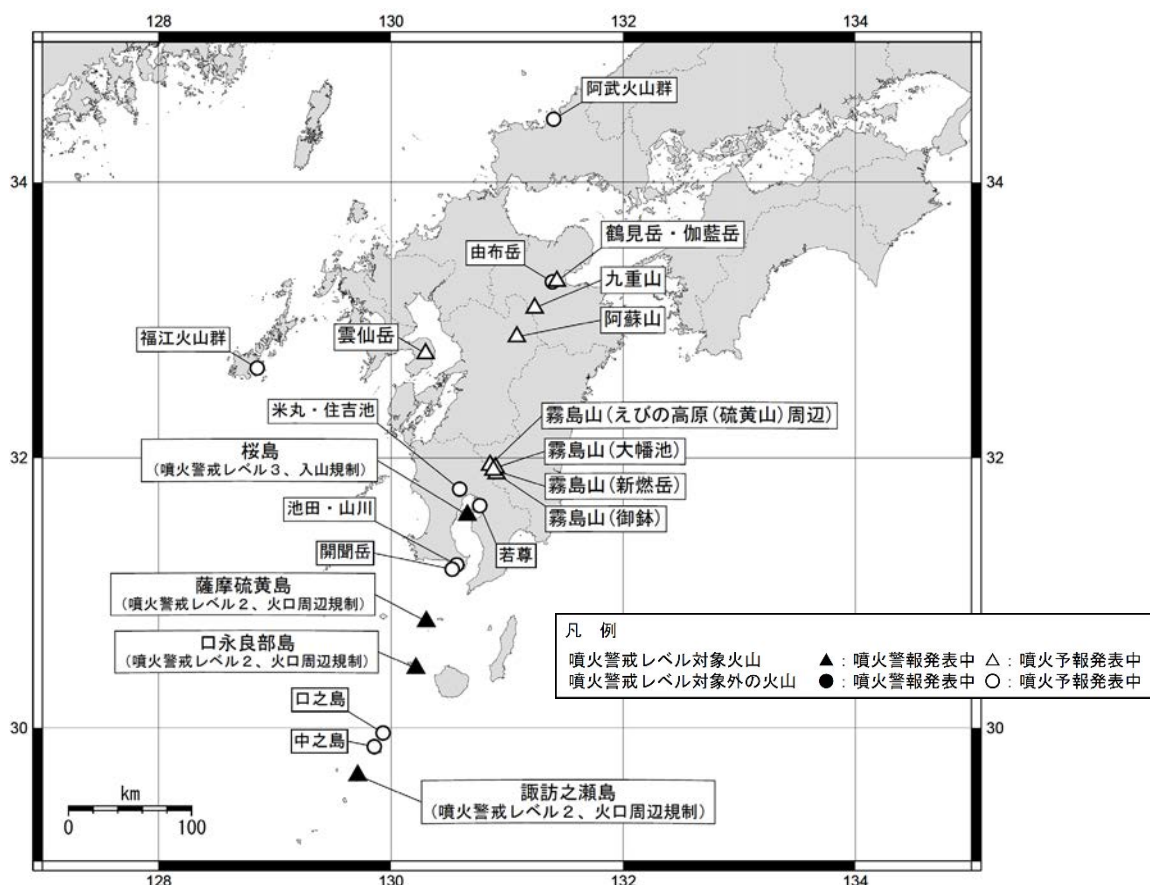 128
130
132
134
阿武火山群
34
34
鶴見岳・伽藍岳
由布岳
九重山
阿蘇山
雲仙岳
福江火山群
米丸・住吉池
霧島山(えびの高原(硫黄山)周辺)
桜島
(噴火警戒レベル3、入山規制)
霧島山(大幡池)
32
32
霧島山(新燃岳)
池田・山川
霧島山(御鉢)
開聞岳
若尊
薩摩硫黄島
(噴火警戒レベル2、火口周辺規制)
口永良部島
(噴火警戒レベル2、火口周辺規制)
凡 例
噴火警戒レベル対象火山 ▲:噴火警報発表中 △:噴火予報発表中
噴火警戒レベル対象外の火山 ●:噴火警報発表中 ○:噴火予報発表中
口之島
30
30
中之島
諏訪之瀬島
(噴火警戒レベル2、火口周辺規制)
km
0 100
128
130
132
134